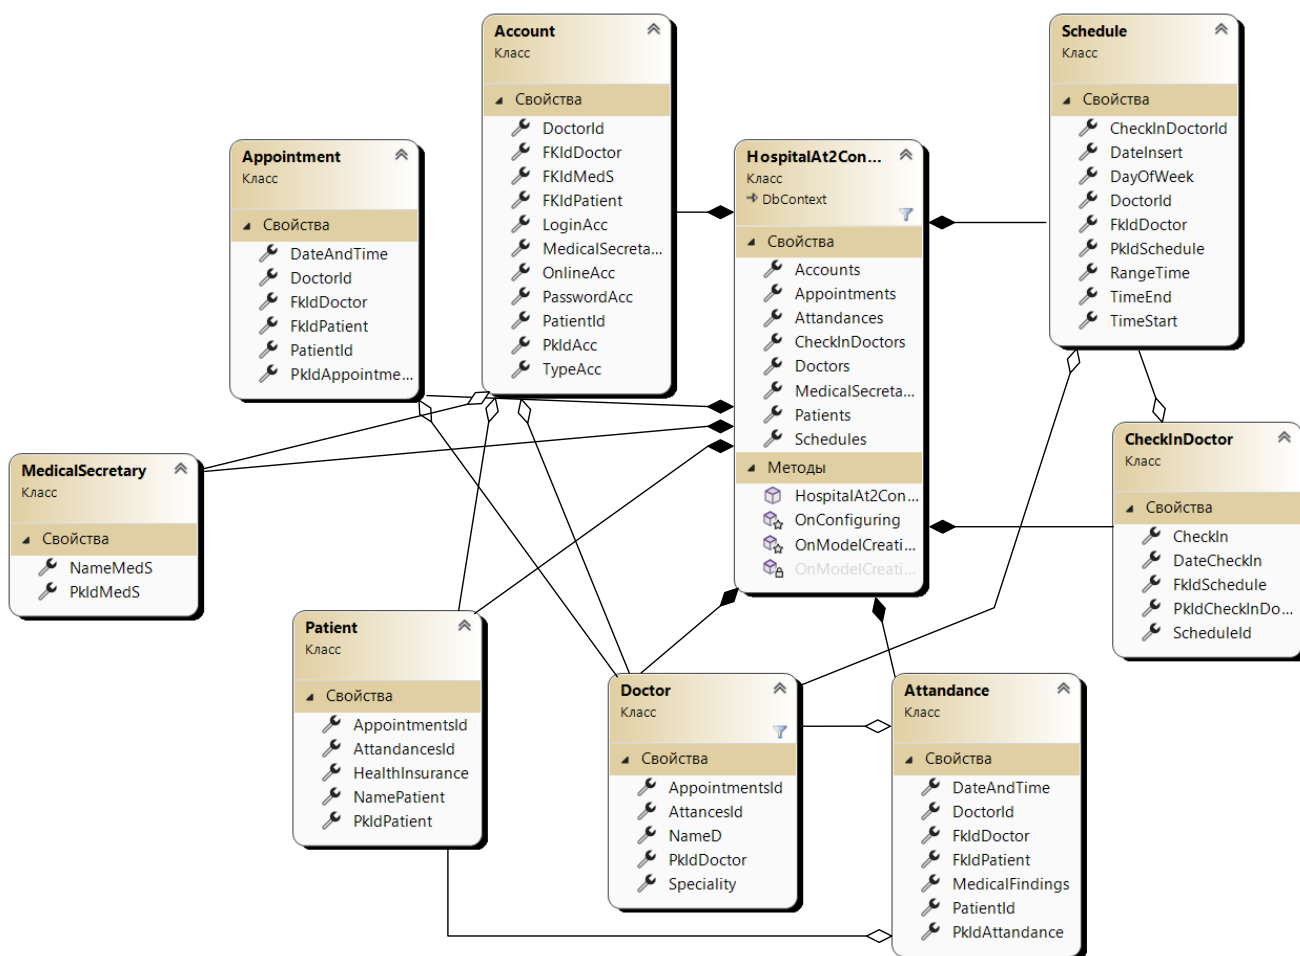 Account
Класс
Свойства
DoctorId
FKIdDoctor
FKIdMedS
FKIdPatient
LoginAcc
MedicalSecreta...
OnlineAcc
PasswordAcc
PatientId
PkIdAcc
TypeAcc
Schedule
Класс
Свойства
CheckInDoctorId
DateInsert
DayOfWeek
DoctorId
FkIdDoctor
PkIdSchedule
RangeTime
TimeEnd
TimeStart
Appointment
Класс
Свойства
DateAndTime
DoctorId
FkIdDoctor
FkIdPatient
PatientId
PkIdAppointme...
HospitalAt2Con...
Класс
DbContext
Свойства
Accounts
Appointments
Attandances
CheckInDoctors
Doctors
MedicalSecreta...
Patients
Schedules
Методы
HospitalAt2Con...
OnConfiguring
OnModelCreati...
OnModelCreati...
CheckInDoctor
Класс
Свойства
CheckIn
DateCheckIn
FkIdSchedule
PkIdCheckInDo...
ScheduleId
MedicalSecretary
Класс
Свойства
NameMedS
PkIdMedS
Patient
Класс
Свойства
AppointmentsId
AttandancesId
HealthInsurance
NamePatient
PkIdPatient
Doctor
Класс
Свойства
AppointmentsId
AttancesId
NameD
PkIdDoctor
Speciality
Attandance
Класс
Свойства
DateAndTime
DoctorId
FkIdDoctor
FkIdPatient
MedicalFindings
PatientId
PkIdAttandance